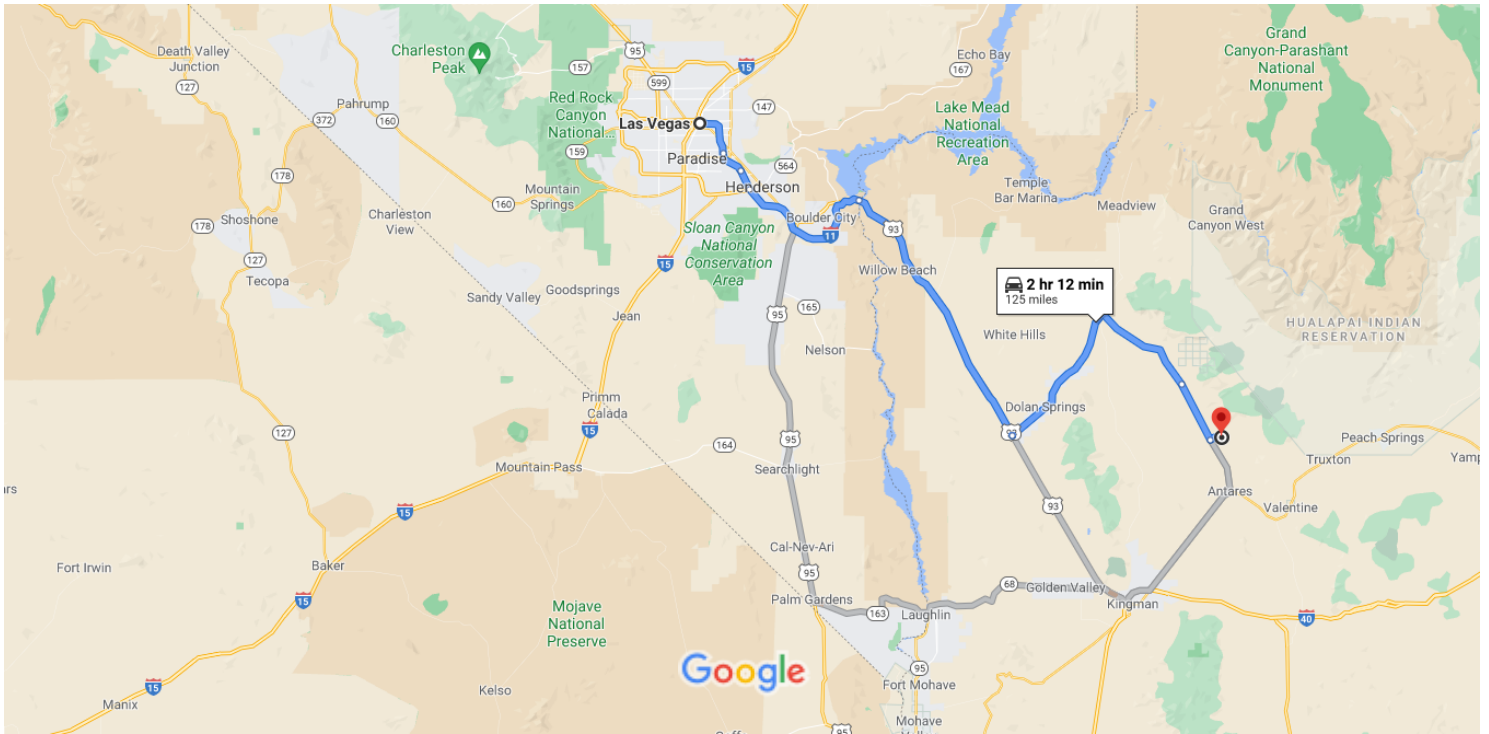 Death Valley
Junction
127
Charleston
Peak
95
157
15
599
Echo Bay
167
Grand
Canyon-Parashant
National
Monument
Pahrump
372
160
Red Rock
Canyon
National...
159
Las Vegas
147
Lake Mead
National
Recreation
Area
Paradise
564
178
Mountain
Springs
160
Henderson
Temple
Bar Marina
Meadview
178
Shoshone
Charleston
View
Boulder City
11
93
Grand
Canyon West
Sloan Canyon
National
Conservation
Area
127
Tecopa
15
Willow Beach
Sandy Valley
Goodsprings
Jean
165
95
2 hr 12 min
125 miles
White Hills
HUALAPAI INDIAN
RESERVATION
Nelson
Primm
Calada
15
Dolan Springs
127
164
95
Searchlight
Peach Springs
Truxton
Mountain Pass
Antares
Valentine
15
93
Cal-Nev-Ari
95
Fort Irwin
Baker
68
Golden Valley
Kingman
15
Mojave
National
Preserve
Palm Gardens
163
Laughlin
40
Google
95
15
Kelso
Fort Mohave
Manix
Mohave
95